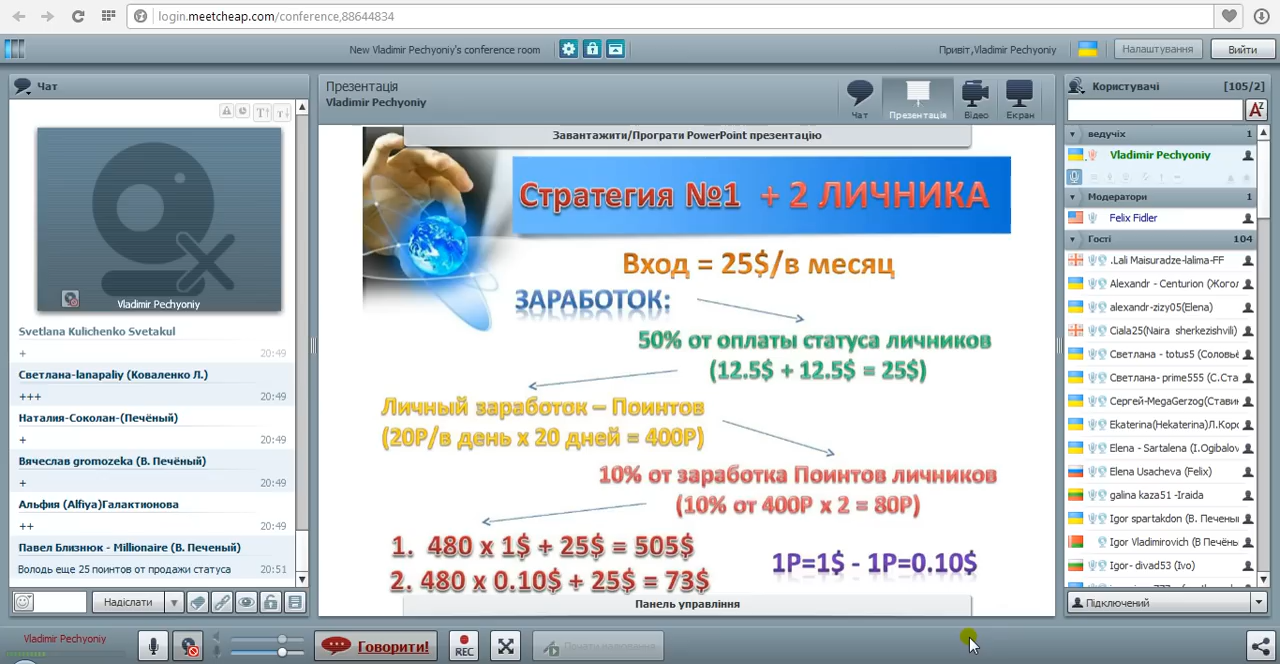 login.meetcheap.com/conference,88644834
New Vladimir Pechyoniy's conference room
Привіт,Vladimir Pechyoniy
Налаштування
Вийти
Чат
Vladimir Pechyoniy
Svetlana Kulichenko Svetakul
+ 20:49
Светлана-lanapaliy (Коваленко Л.)
+++ 20:49
Наталия-Соколан-(Печёный)
+ 20:49
Вячеслав gromozeka (В. Печёный)
+ 20:49
Альфия (Alfiya)Галактионова
++ 20:49
Павел Близнюк - Millionaire (В. Печеный)
Володь еще 25 поинтов от продажи статуса 20:51
Надіслати
Презентація
Vladimir Pechyoniy
Чат
Презентація
Відео
Екран
Завантажити/Програти PowerPoint презентацію
Стратегия №1 + 2 ЛИЧНИКА
Вход = 25$/в месяц
ЗАРАБОТОК:
50% от оплаты статуса личников
(12.5$ + 12.5$ = 25$)
Личный заработок – Поинтов
(20Р/в день х 20 дней = 400Р)
10% от заработка Поинтов личников
(10% от 400Р х 2 = 80Р)
1. 480 х 1$ + 25$ = 505$
2. 480 х 0.10$ + 25$ = 73$
1Р=1$ - 1Р=0.10$
Панель управління
Користувачі [105/2]
ведучіх 1
Vladimir Pechyoniy
Модератори 1
Felix Fidler
Гості 104
.Lali Maisuradze-lalima-FF
Alexandr - Centurion (Жогол
alexandr-zizy05(Elena)
Ciala25(Naira sherkezishvili)
Светлана - totus5 (Соловье
Светлана- prime555 (С.Ста
Сергей-MegaGerzog(Ставин
Ekaterina(Hekaterina)Л.Коро
Elena - Sartalena (I.Ogibalov
Elena Usacheva (Felix)
galina kaza51 -Iraida
Igor spartakdon (В. Печены
Igor Vladimirovich (В Печёнь
Igor- divad53 (Ivan)
Підключений
Vladimir Pechyoniy
Говорити!
REC